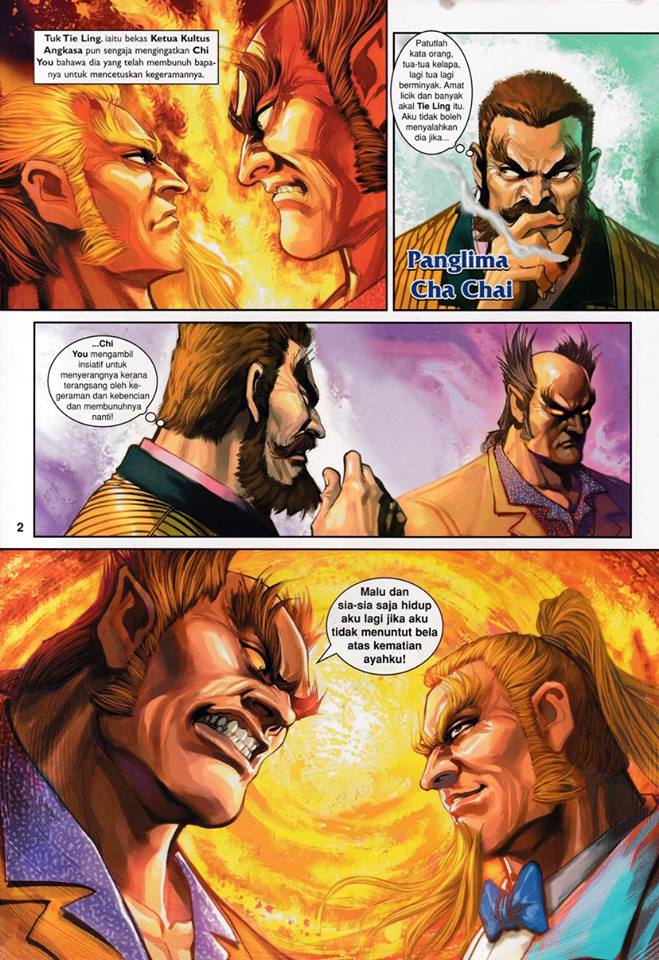 Tuk Tie Ling, iaitu bekas Ketua Kultus
Angkasa pun sengaja mengingatkan Chi
You bahawa dia yang telah membunuh bapa-
nya untuk mencetuskan kegeramannya.
Patutlah
kata orang,
tua-tua kelapa,
lagi tua lagi
berminyak. Amat
licik dan banyak
akal Tie Ling itu.
Aku tidak boleh
menyalahkan
dia jika...
Panglima
Cha Chai
...Chi
You mengambil
insiatif untuk
menyerangnya kerana
terangsang oleh ke-
geraman dan kebencian
dan membunuhnya
nanti!
2
Malu dan
sia-sia saja hidup
aku lagi jika aku
tidak menuntut bela
atas kematian
ayahku!